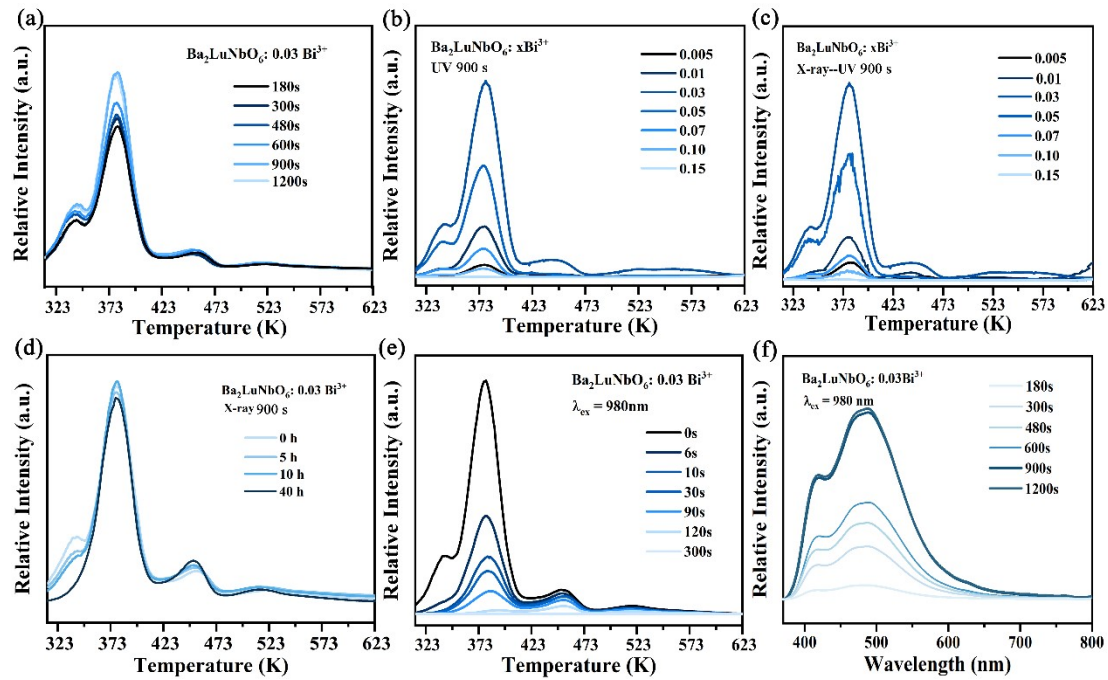 (a)
Relative Intensity (a.u.)
Ba₂LuNbO₆: 0.03 Bi³⁺
180s
300s
480s
600s
900s
1200s
323 373 423 473 523 573 623
Temperature (K)
(b)
Relative Intensity (a.u.)
Ba₂LuNbO₆: xBi³⁺
UV 900 s
0.005
0.01
0.03
0.05
0.07
0.10
0.15
323 373 423 473 523 573 623
Temperature (K)
(c)
Relative Intensity (a.u.)
Ba₂LuNbO₆: xBi³⁺
X-ray--UV 900 s
0.005
0.01
0.03
0.05
0.07
0.10
0.15
323 373 423 473 523 573 623
Temperature (K)
(d)
Relative Intensity (a.u.)
Ba₂LuNbO₆: 0.03 Bi³⁺
X-ray 900 s
0 h
5 h
10 h
40 h
323 373 423 473 523 573 623
Temperature (K)
(e)
Relative Intensity (a.u.)
Ba₂LuNbO₆: 0.03 Bi³⁺
λₑₓ = 980nm
0s
6s
10s
30s
90s
120s
300s
323 373 423 473 523 573 623
Temperature (K)
(f)
Relative Intensity (a.u.)
Ba₂LuNbO₆: 0.03Bi³⁺
λₑₓ = 980 nm
180s
300s
480s
600s
900s
1200s
400 500 600 700 800
Wavelength (nm)